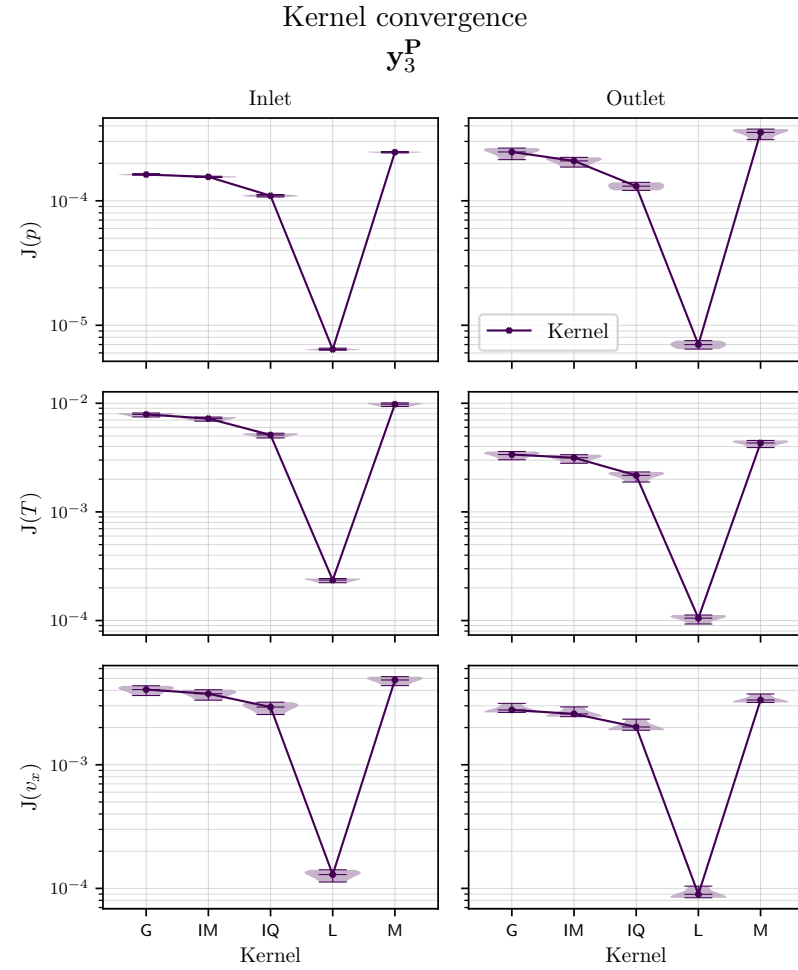 Kernel convergence
y₃ᴾ
Inlet
Outlet
J(p)
10⁻⁴
10⁻⁵
Kernel
J(T)
10⁻²
10⁻³
10⁻⁴
J(vₓ)
10⁻³
10⁻⁴
G IM IQ L M
G IM IQ L M
Kernel
Kernel